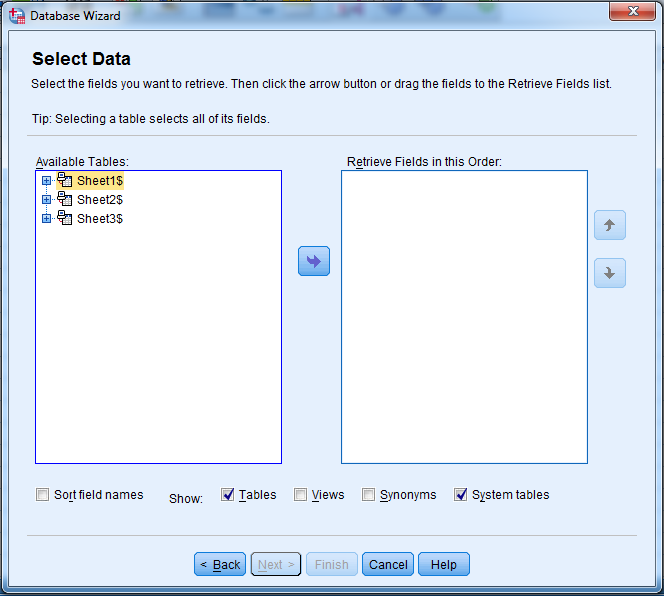 Database Wizard
Select Data
Select the fields you want to retrieve. Then click the arrow button or drag the fields to the Retrieve Fields list.
Tip: Selecting a table selects all of its fields.
Available Tables: Retrieve Fields in this Order:
Sheet1$
Sheet2$
Sheet3$
Sort field names Show: Tables Views Synonyms System tables
< Back Next > Finish Cancel Help